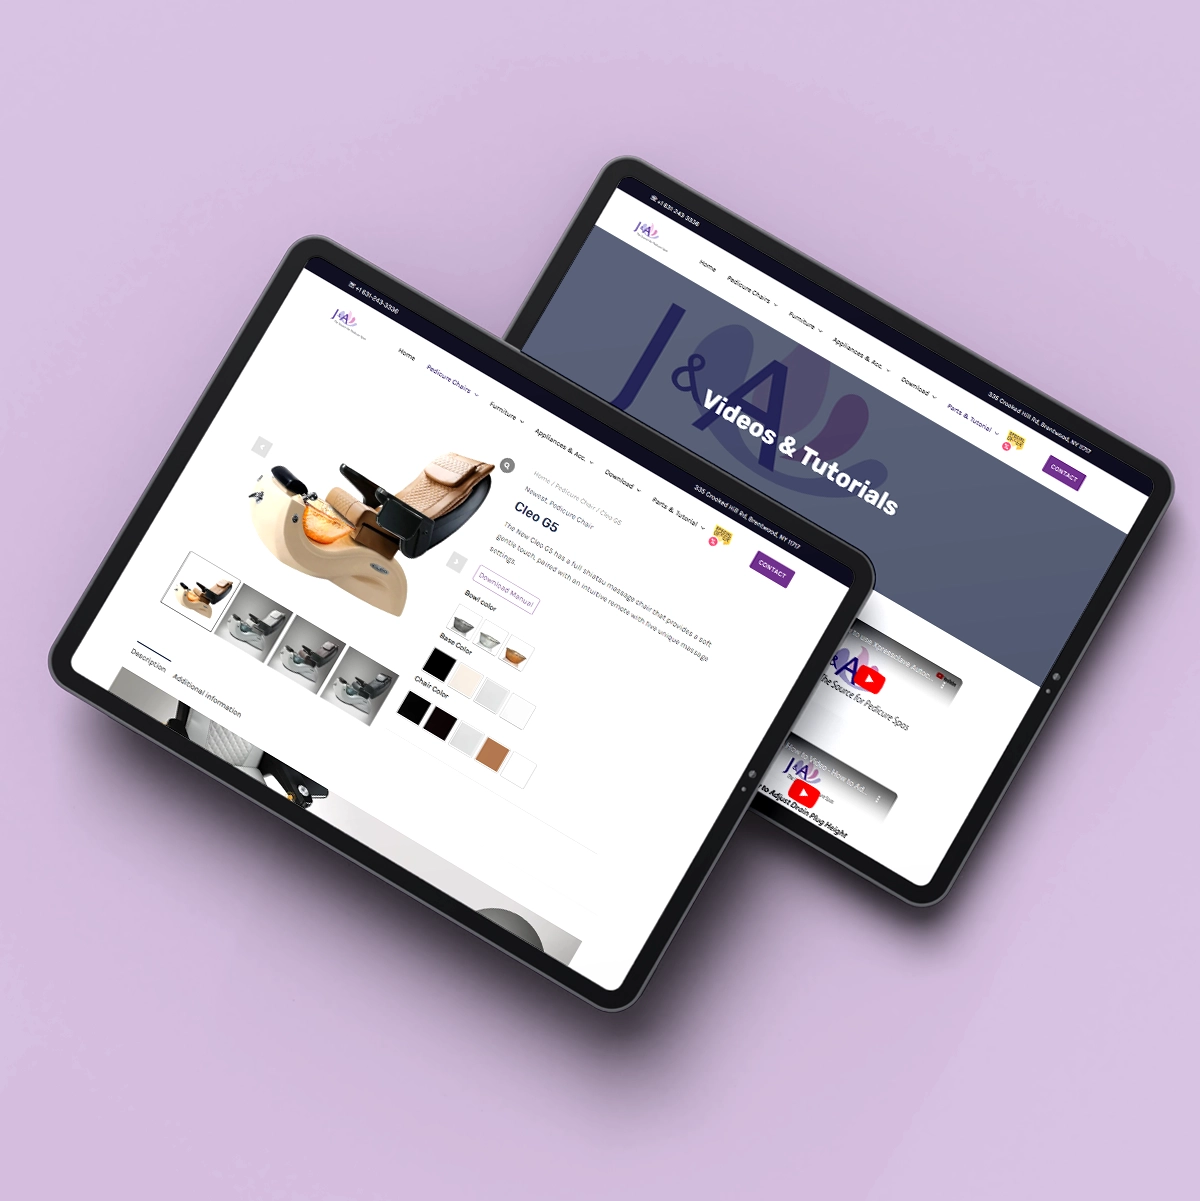 +1 631-243-3336
335 Crooked Hill Rd, Brentwood, NY 11717
J&A
Home
Pedicure Chairs
Furniture
Appliances & Acc.
Download
Parts & Tutorial
SPECIAL
CONTACT
Home / Pedicure Chair / Cleo G5
Newest, Pedicure Chair
Cleo G5
The New Cleo G5 has a full shiatsu massage chair that provides a soft
gentle touch, paired with an intuitive remote with five unique massage
settings.
Download Manual
Bowl color
Base Color
Chair Color
Description
Additional information
+1 631-243-3336
335 Crooked Hill Rd, Brentwood, NY 11717
J&A
Home
Pedicure Chairs
Furniture
Appliances & Acc.
Download
Parts & Tutorial
SPECIAL
CONTACT
J&A
Videos & Tutorials
to use Xpressclave Autoc...
YouTube
The Source for Pedicure Spas
How to Video - How to Ad...
J&A
to Adjust Drain Plug Height